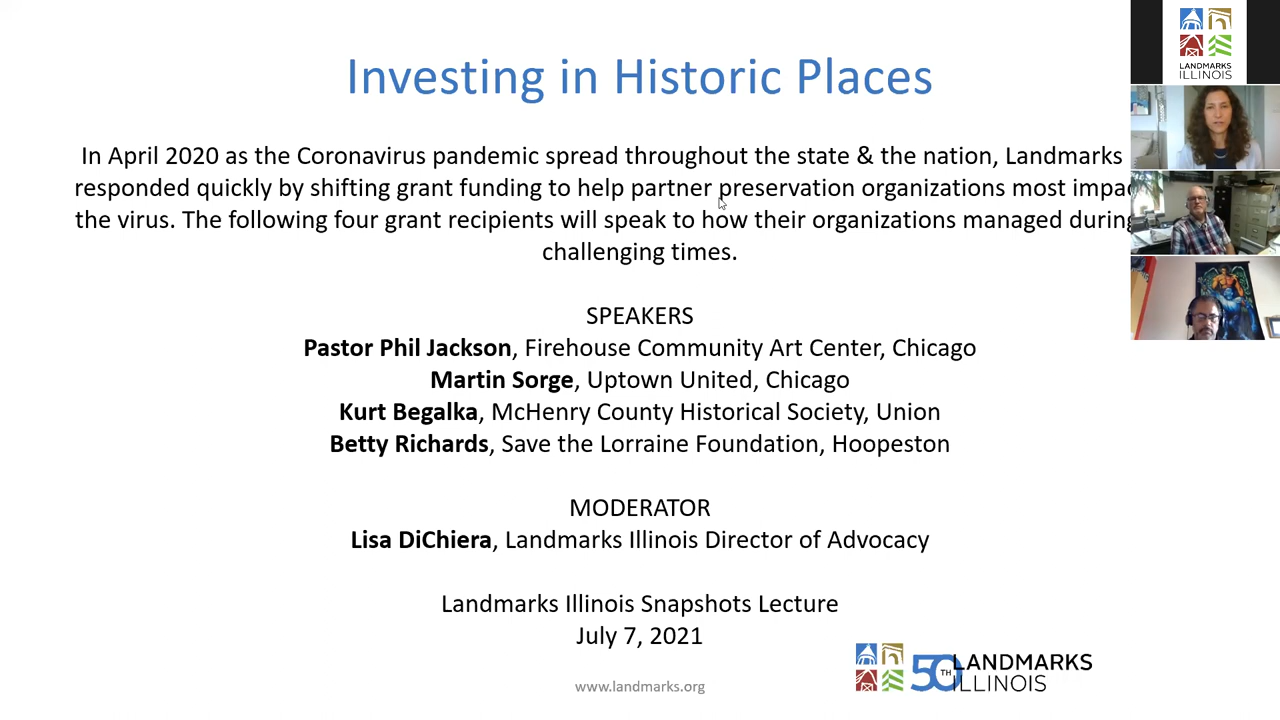 Investing in Historic Places
In April 2020 as the Coronavirus pandemic spread throughout the state & the nation, Landmarks
responded quickly by shifting grant funding to help partner preservation organizations most
the virus. The following four grant recipients will speak to how their organizations managed during
challenging times.
SPEAKERS
Pastor Phil Jackson, Firehouse Community Art Center, Chicago
Martin Sorge, Uptown United, Chicago
Kurt Begalka, McHenry County Historical Society, Union
Betty Richards, Save the Lorraine Foundation, Hoopeston
MODERATOR
Lisa DiChiera, Landmarks Illinois Director of Advocacy
Landmarks Illinois Snapshots Lecture
July 7, 2021
www.landmarks.org
50TH LANDMARKS
ILLINOIS
LANDMARKS
ILLINOIS